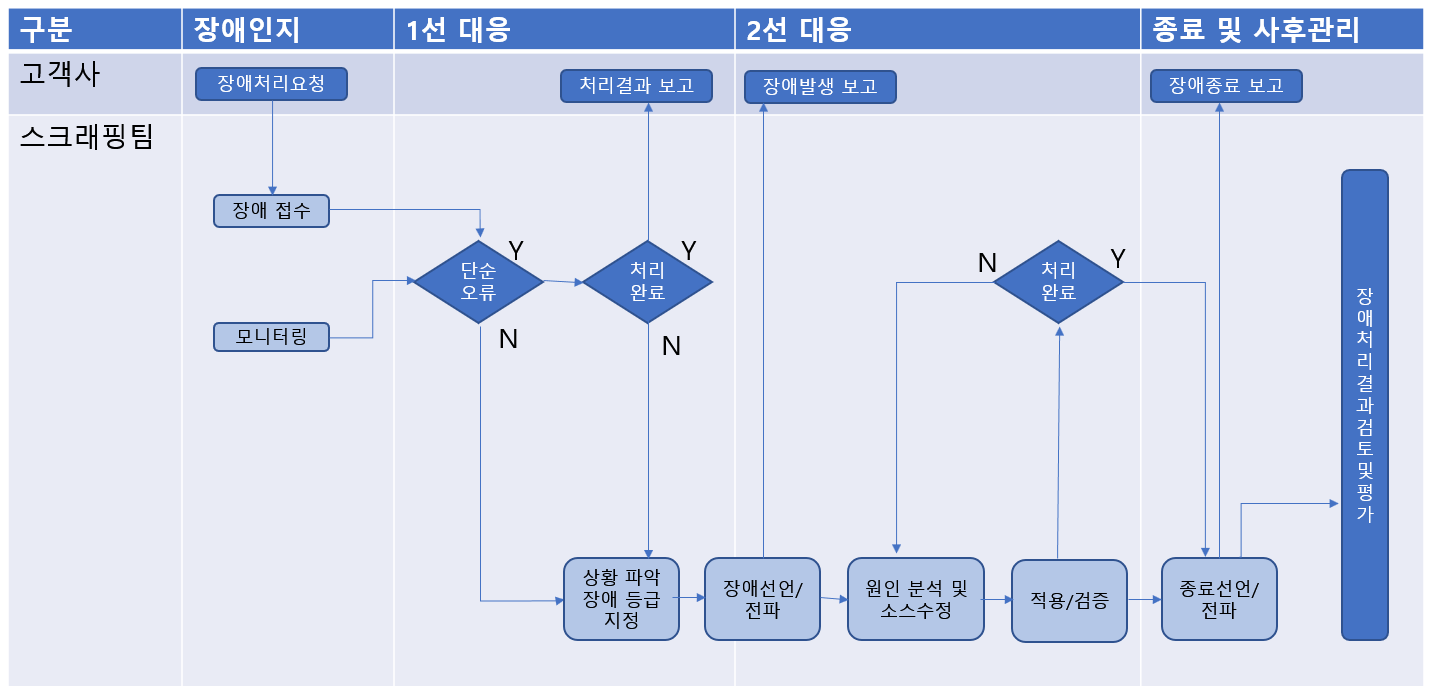 구분
장애인지
1선 대응
2선 대응
종료 및 사후관리
고객사
장애처리요청
처리결과 보고
장애발생 보고
장애종료 보고
스크래핑팀
장애 접수
모니터링
단순
오류
Y
N
처리
완료
Y
N
N
처리
완료
Y
상황 파악
장애 등급
지정
장애선언/
전파
원인 분석 및
소스수정
적용/검증
종료선언/
전파
장애처리결과검토및평가